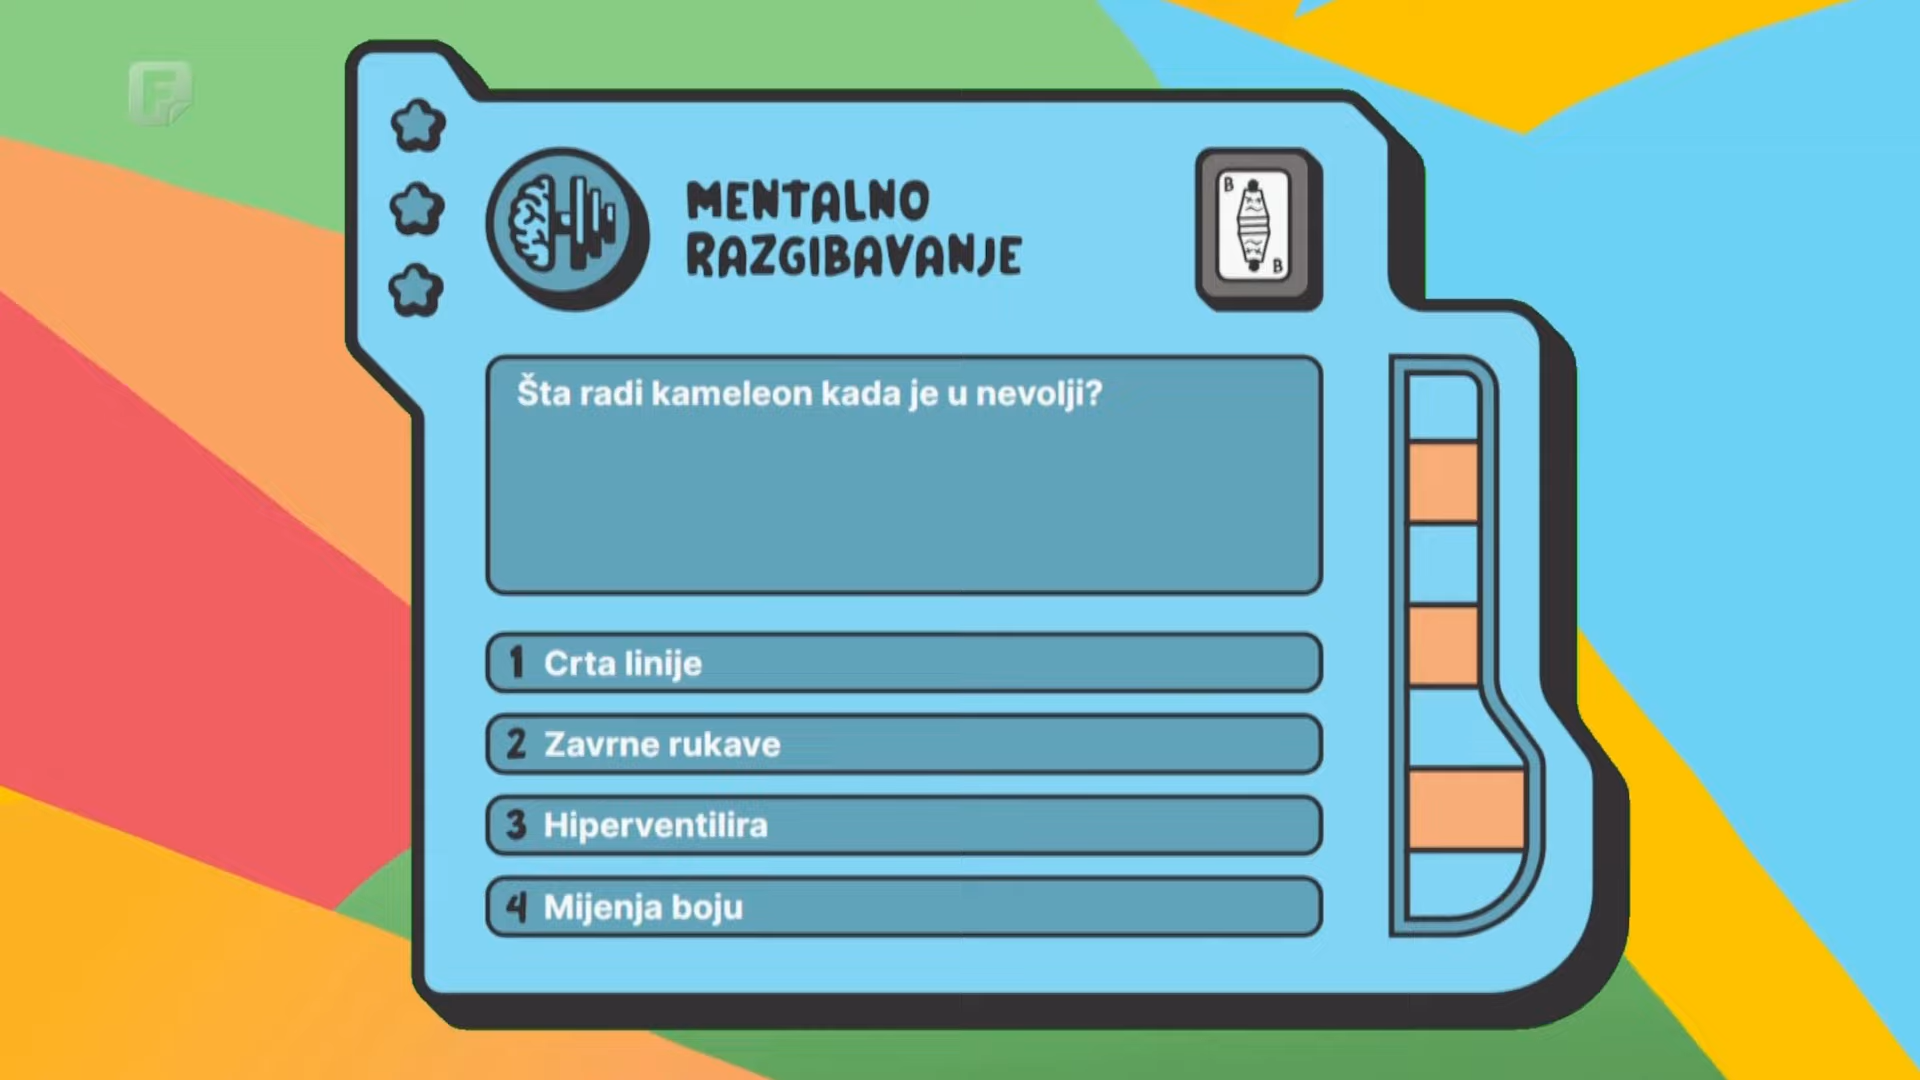 F
MENTALNO
RAZGIBAVANJE
B
B
Šta radi kameleon kada je u nevolji?
1 Crta linije
2 Zavrne rukave
3 Hiperventilira
4 Mijenja boju